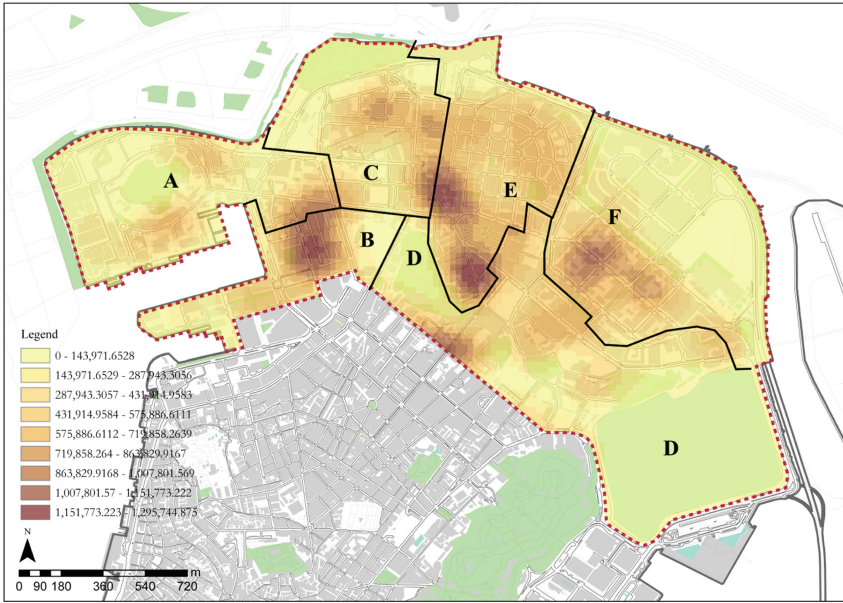 A
C
E
F
B
D
D
Legend
0 - 143,971.6528
143,971.6529 - 287,943.3056
287,943.3057 - 431,914.9583
431,914.9584 - 575,886.6111
575,886.6112 - 719,858.2639
719,858.264 - 863,829.9167
863,829.9168 - 1,007,801.569
1,007,801.57 - 1,151,773.222
1,151,773.223 - 1,295,744.875
N
0 90 180 360 540 720 m